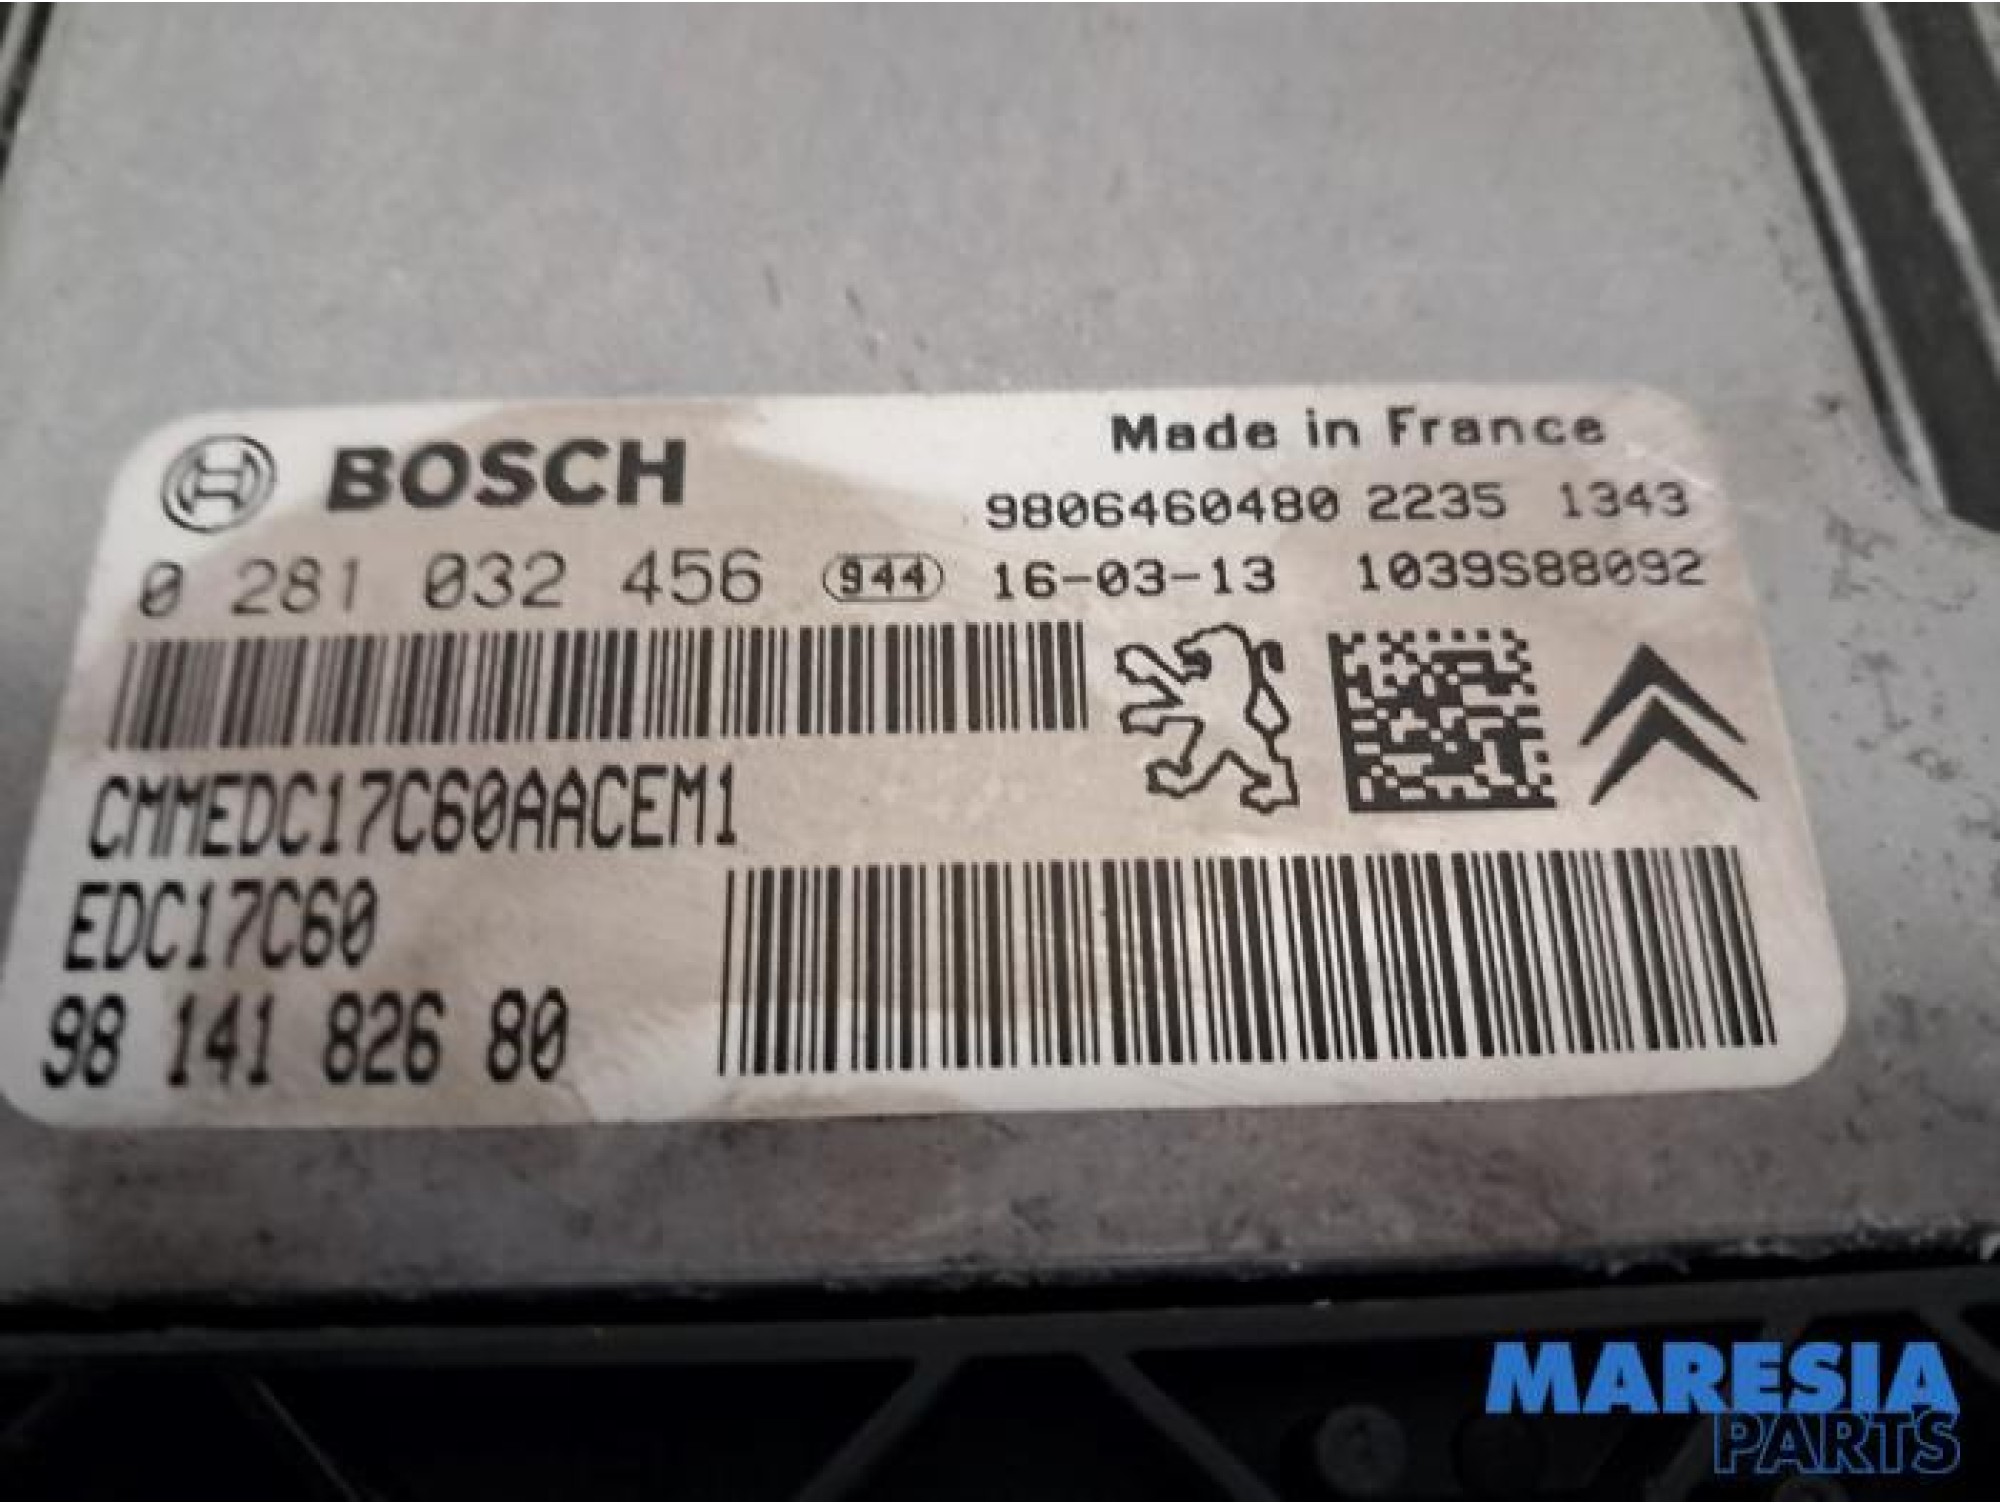 Made in France
BOSCH
9806460480 2235 1343
0 281 032 456 944 16-03-13 1039S88092
CMMEDC17C60AACEM1
EDC17C60
98 141 826 80
MARESIA
PARTS